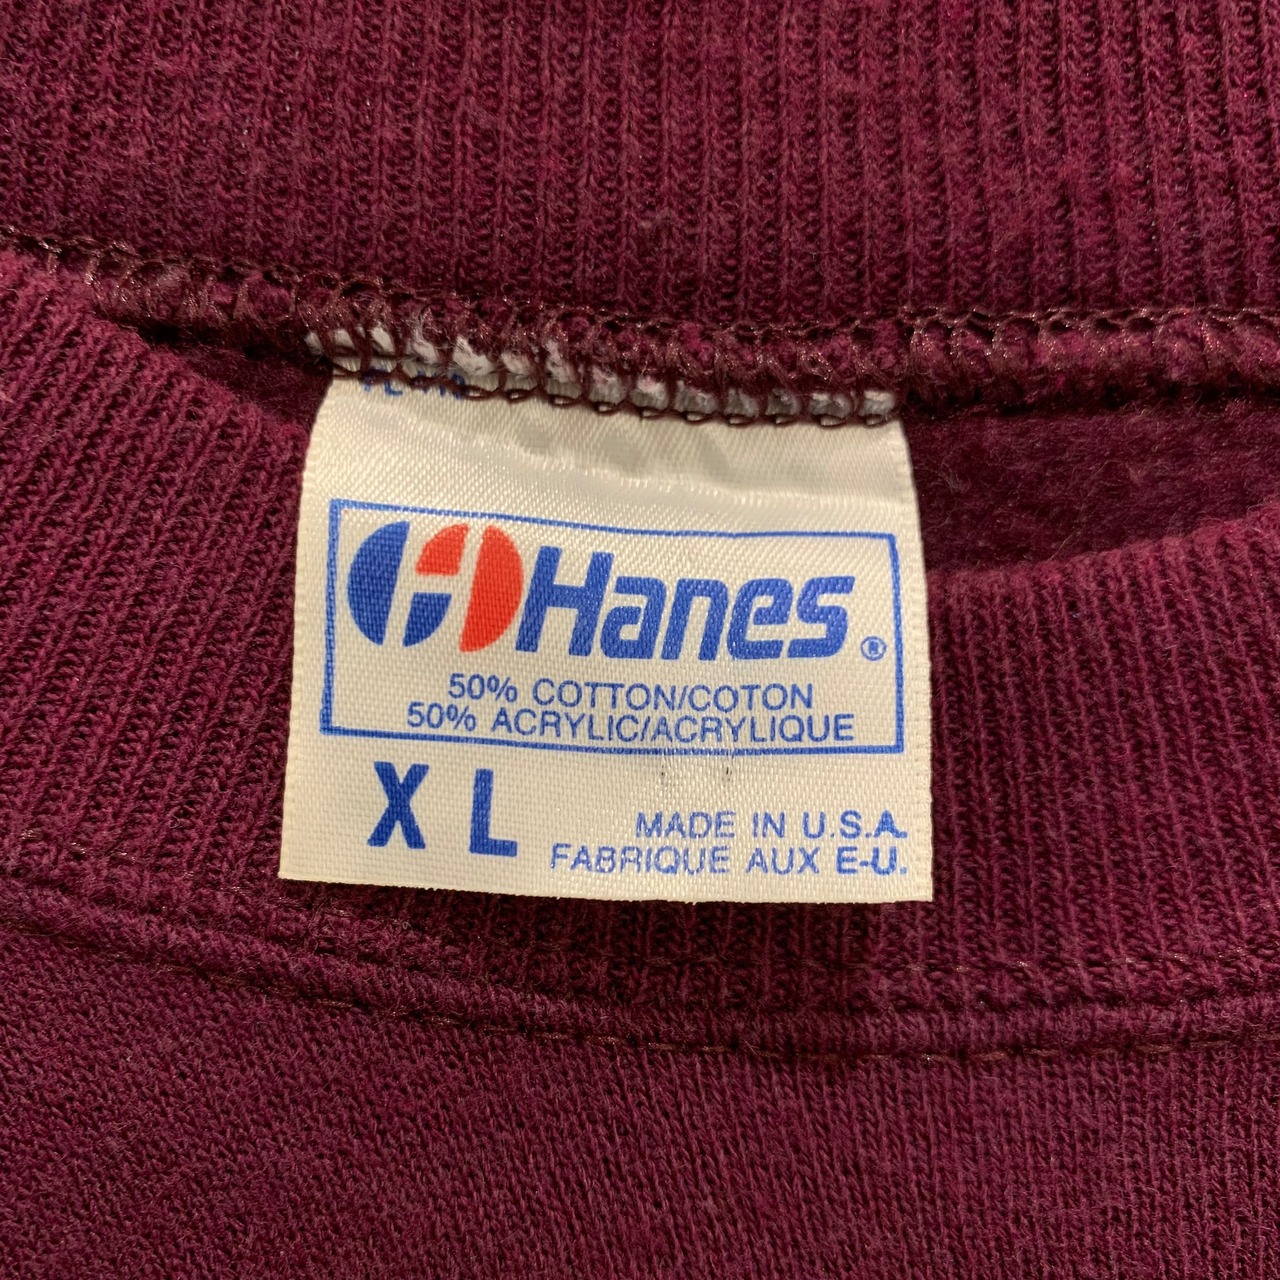 Hanes®
50% COTTON/COTON
50% ACRYLIC/ACRYLIQUE
XL
MADE IN U.S.A.
FABRIQUE AUX E-U.